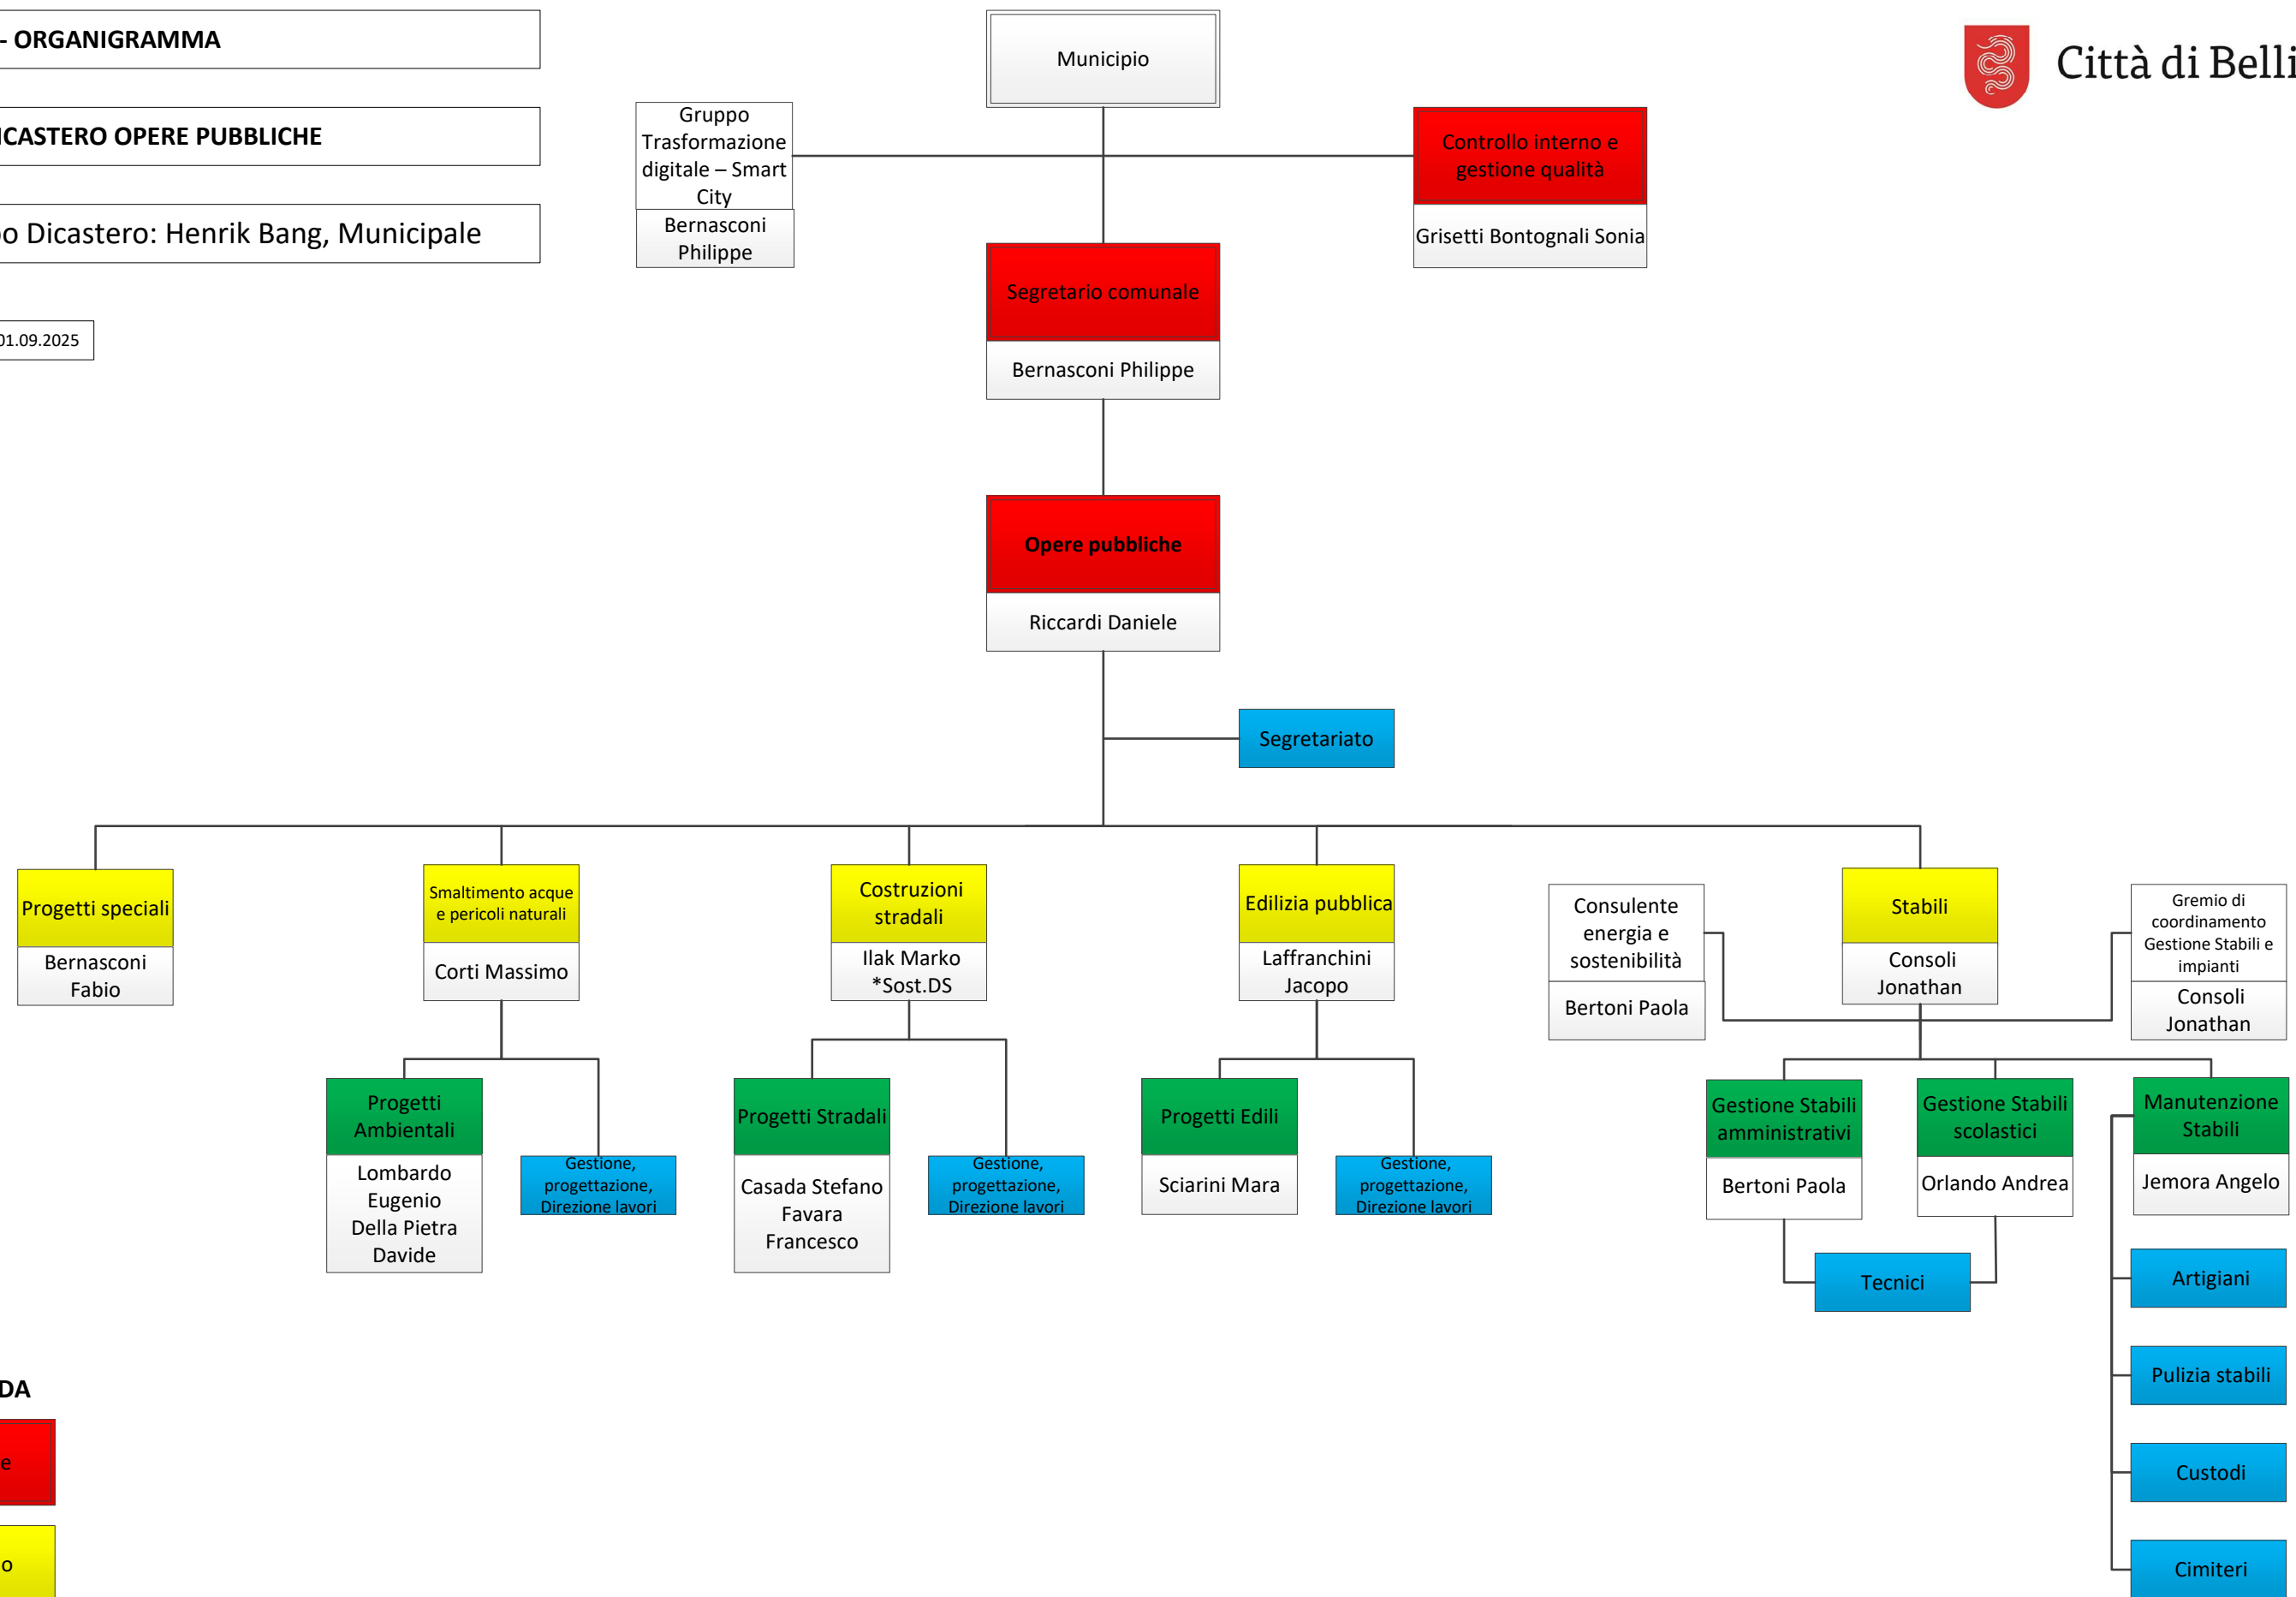 - ORGANIGRAMMA
Municipio
Città di Belli
Gruppo
Trasformazione
digitale – Smart
City
Bernasconi
Philippe
Controllo interno e
gestione qualità
Grisetti Bontognali Sonia
ICASTERO OPERE PUBBLICHE
o Dicastero: Henrik Bang, Municipale
Segretario comunale
Bernasconi Philippe
01.09.2025
Opere pubbliche
Riccardi Daniele
Segretariato
Progetti speciali
Bernasconi
Fabio
Smaltimento acque
e pericoli naturali
Corti Massimo
Costruzioni
stradali
Ilak Marko
*Sost.DS
Edilizia pubblica
Laffranchini
Jacopo
Consulente
energia e
sostenibilità
Bertoni Paola
Stabili
Consoli
Jonathan
Gremio di
coordinamento
Gestione Stabili e
impianti
Consoli
Jonathan
Progetti
Ambientali
Lombardo
Eugenio
Della Pietra
Davide
Gestione,
progettazione,
Direzione lavori
Progetti Stradali
Casada Stefano
Favara
Francesco
Gestione,
progettazione,
Direzione lavori
Progetti Edili
Sciarini Mara
Gestione,
progettazione,
Direzione lavori
Gestione Stabili
amministrativi
Bertoni Paola
Gestione Stabili
scolastici
Orlando Andrea
Manutenzione
Stabili
Jemora Angelo
Tecnici
Artigiani
Pulizia stabili
Custodi
Cimiteri
DA
e
o